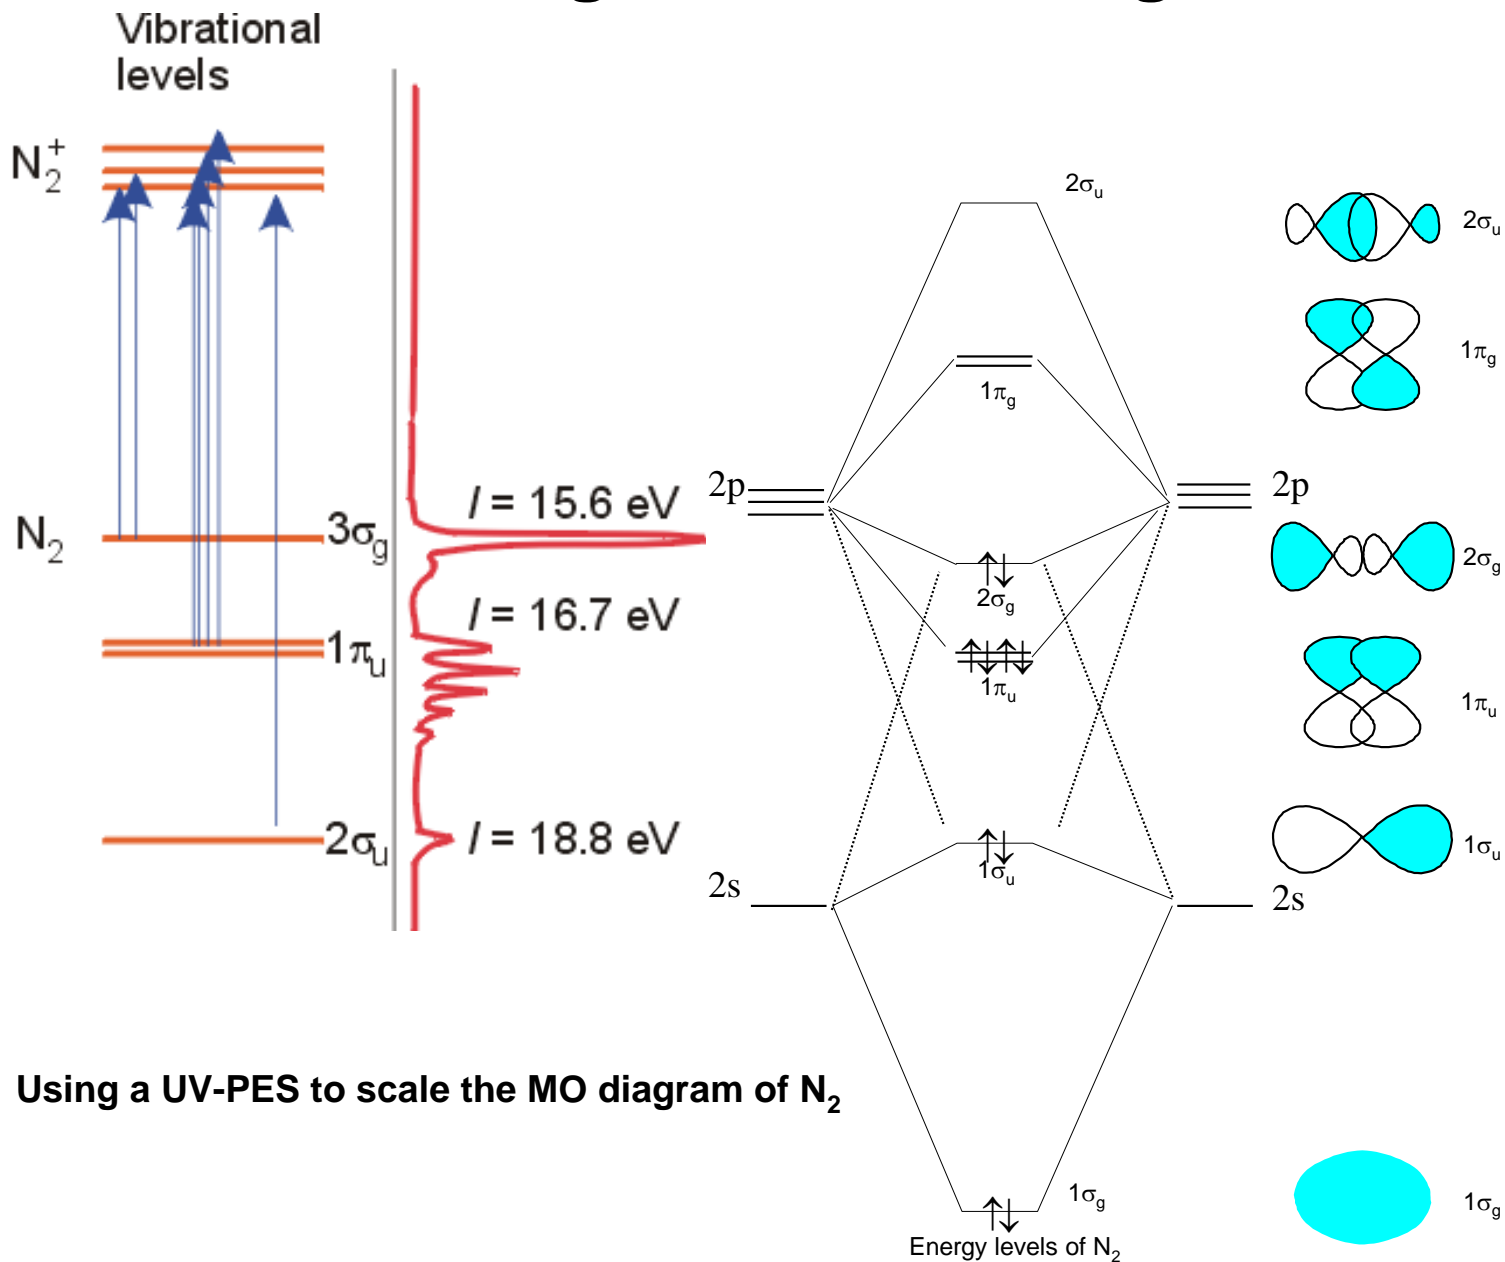 Vibrational
levels
N₂⁺
N₂
3σg
1πu
2σu
I = 15.6 eV
I = 16.7 eV
I = 18.8 eV
2σu
1πg
2p
2p
2σg
1πu
1σu
2s
2s
1σg
Energy levels of N₂
2σu
1πg
2σg
1πu
1σu
1σg
Using a UV-PES to scale the MO diagram of N₂